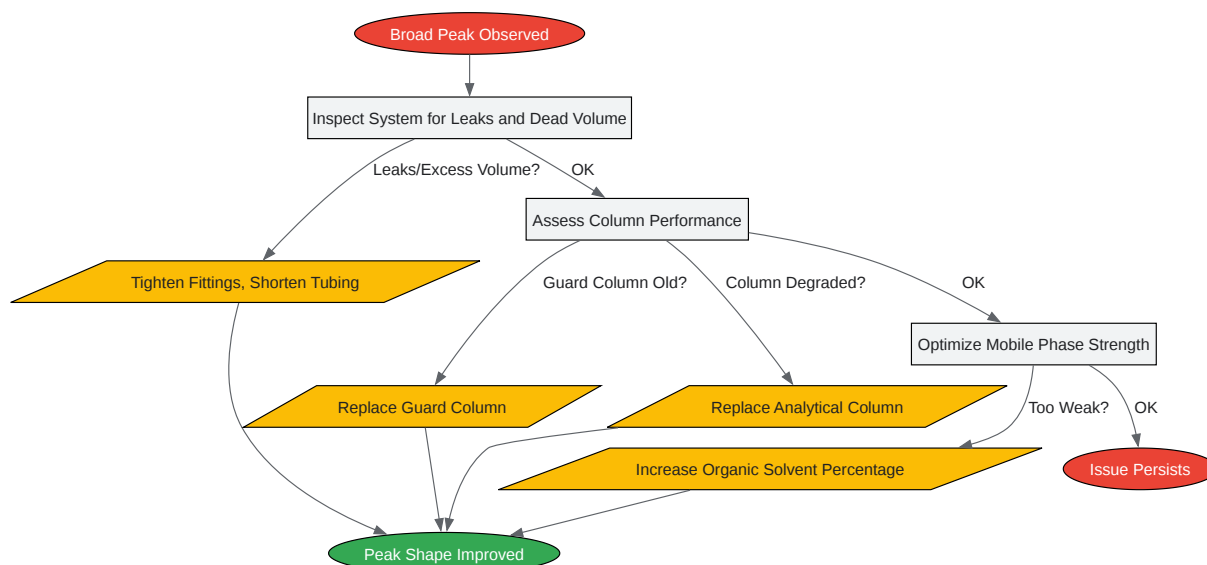 Broad Peak Observed
Inspect System for Leaks and Dead Volume
Leaks/Excess Volume?
OK
Assess Column Performance
Tighten Fittings, Shorten Tubing
Guard Column Old?
Column Degraded?
OK
Optimize Mobile Phase Strength
Replace Guard Column
Replace Analytical Column
Too Weak?
OK
Increase Organic Solvent Percentage
Issue Persists
Peak Shape Improved